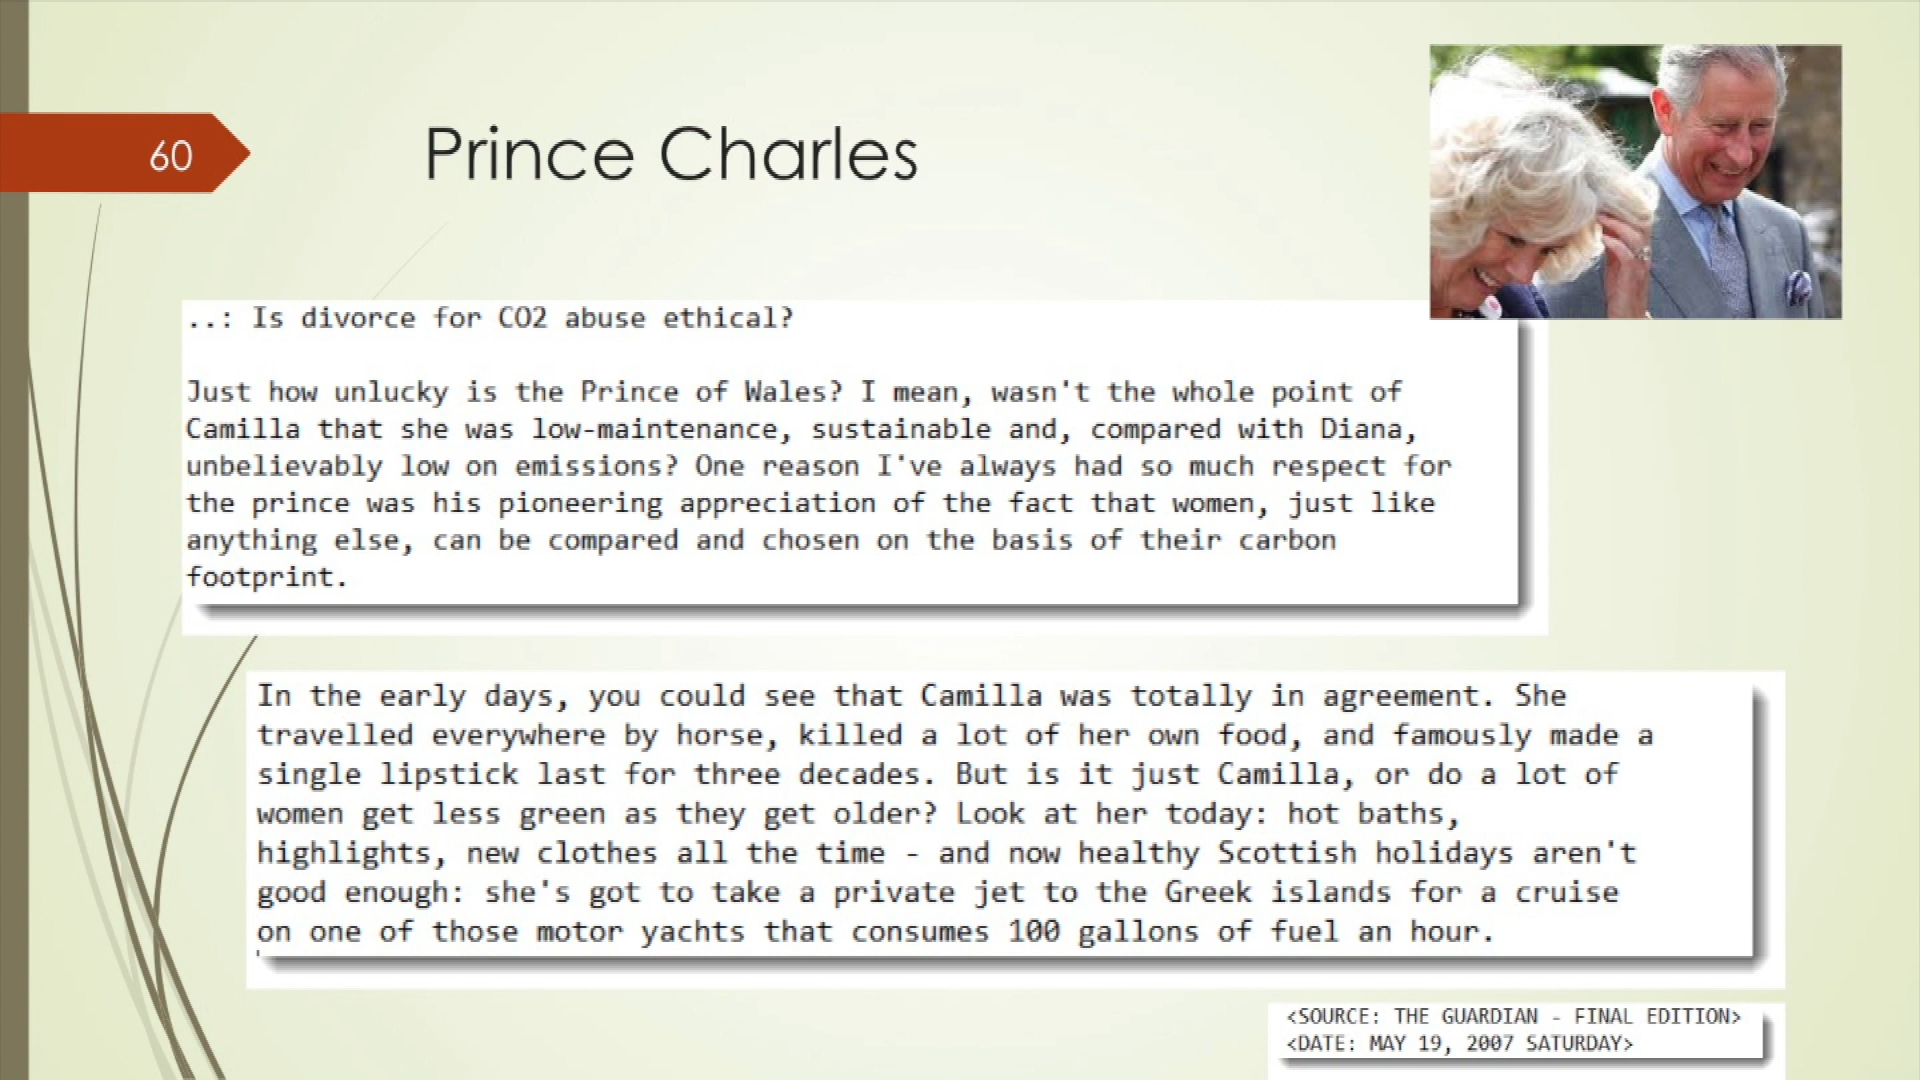 60
Prince Charles
..: Is divorce for CO2 abuse ethical?
Just how unlucky is the Prince of Wales? I mean, wasn't the whole point of
Camilla that she was low-maintenance, sustainable and, compared with Diana,
unbelievably low on emissions? One reason I've always had so much respect for
the prince was his pioneering appreciation of the fact that women, just like
anything else, can be compared and chosen on the basis of their carbon
footprint.
In the early days, you could see that Camilla was totally in agreement. She
travelled everywhere by horse, killed a lot of her own food, and famously made a
single lipstick last for three decades. But is it just Camilla, or do a lot of
women get less green as they get older? Look at her today: hot baths,
highlights, new clothes all the time - and now healthy Scottish holidays aren't
good enough: she's got to take a private jet to the Greek islands for a cruise
on one of those motor yachts that consumes 100 gallons of fuel an hour.
<SOURCE: THE GUARDIAN - FINAL EDITION>
<DATE: MAY 19, 2007 SATURDAY>